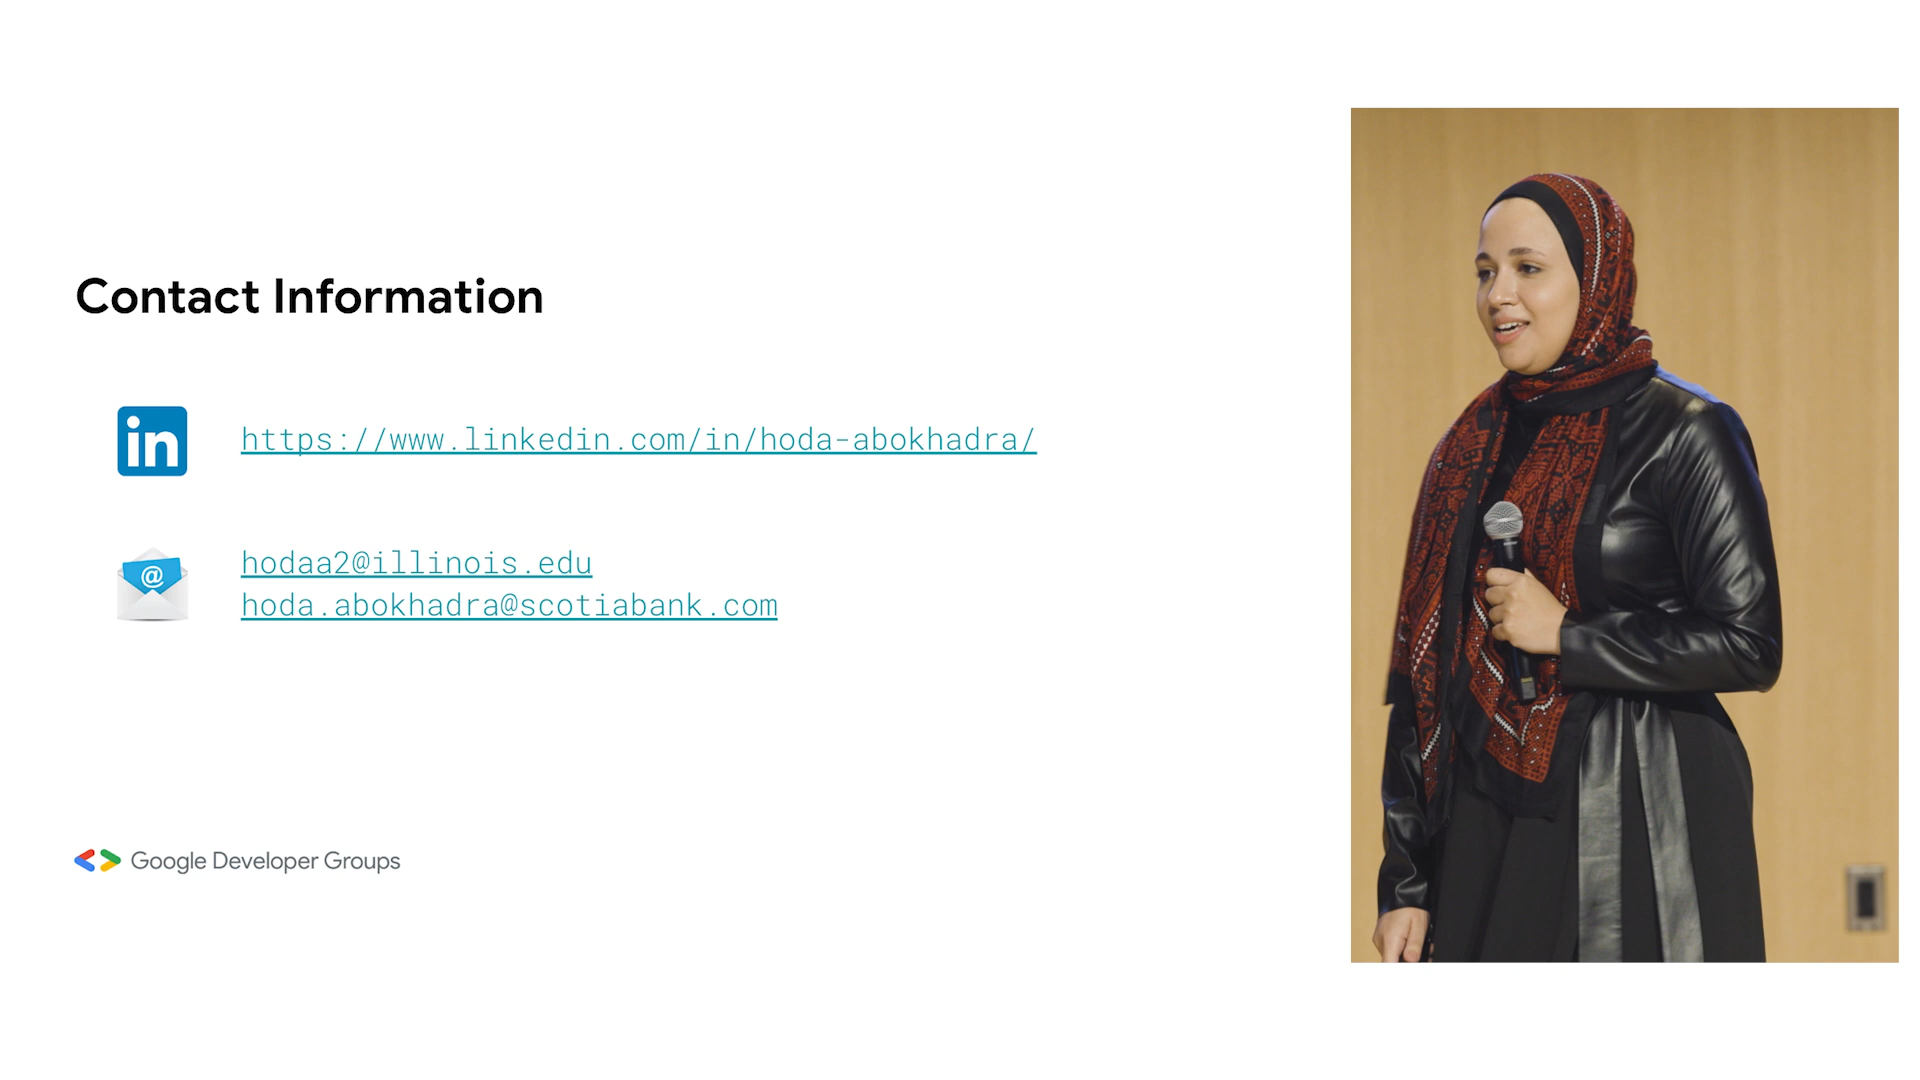 Contact Information
in
https://www.linkedin.com/in/hoda-abokhadra/
@
hodaa2@illinois.edu
hoda.abokhadra@scotiabank.com
Google Developer Groups